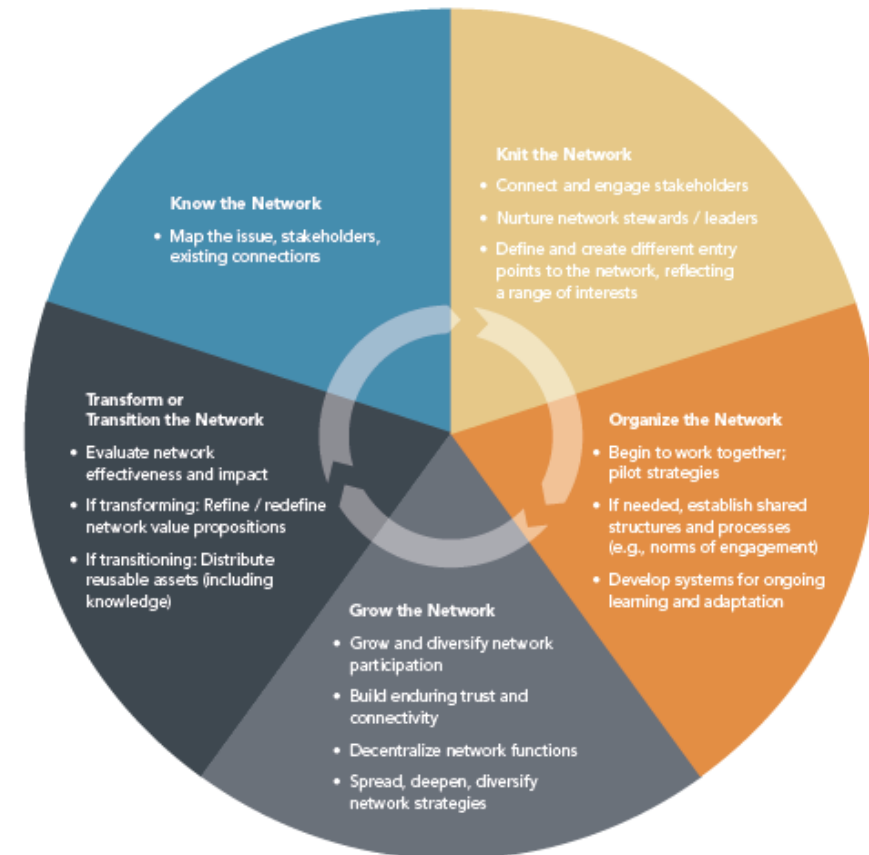 Know the Network
• Map the issue, stakeholders,
existing connections
Knit the Network
• Connect and engage stakeholders
• Nurture network stewards / leaders
• Define and create different entry
points to the network, reflecting
a range of interests
Organize the Network
• Begin to work together;
pilot strategies
• If needed, establish shared
structures and processes
(e.g., norms of engagement)
• Develop systems for ongoing
learning and adaptation
Grow the Network
• Grow and diversify network
participation
• Build enduring trust and
connectivity
• Decentralize network functions
• Spread, deepen, diversify
network strategies
Transform or
Transition the Network
• Evaluate network
effectiveness and impact
• If transforming: Refine / redefine
network value propositions
• If transitioning: Distribute
reusable assets (including
knowledge)